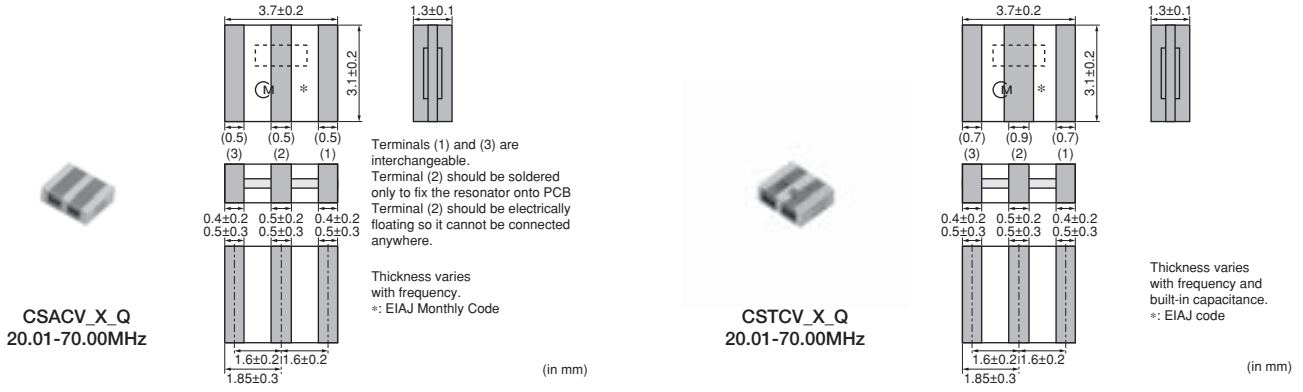 3.7±0.2
1.3±0.1
3.1±0.2
M
*
(0.5) (0.5) (0.5)
(3) (2) (1)
0.4±0.2 0.5±0.2 0.4±0.2
0.5±0.3 0.5±0.3 0.5±0.3
1.6±0.2 1.6±0.2
1.85±0.3
Terminals (1) and (3) are
interchangeable.
Terminal (2) should be soldered
only to fix the resonator onto PCB
Terminal (2) should be electrically
floating so it cannot be connected
anywhere.
Thickness varies
with frequency.
*: EIAJ Monthly Code
CSACV_X_Q
20.01-70.00MHz
(in mm)
3.7±0.2
1.3±0.1
3.1±0.2
M
*
(0.7) (0.9) (0.7)
(3) (2) (1)
0.4±0.2 0.5±0.2 0.4±0.2
0.5±0.3 0.5±0.3 0.5±0.3
1.6±0.2 1.6±0.2
1.85±0.3
Thickness varies
with frequency and
built-in capacitance.
*: EIAJ code
CSTCV_X_Q
20.01-70.00MHz
(in mm)